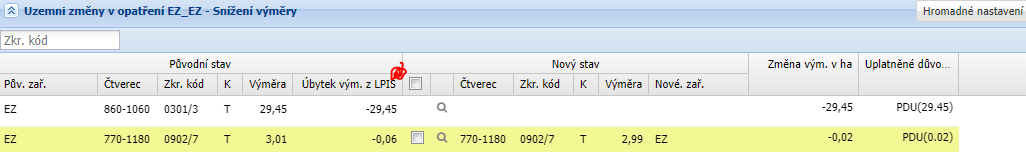 Uzemni změny v opatření EZ_EZ - Snížení výměry
Hromadné nastavení
Zkr. kód
Původní stav Nový stav Změna vým. v ha Uplatněné důvo...
Pův. zař. Čtverec Zkr. kód K Výměra Úbytek vým. z LPIS Čtverec Zkr. kód K Výměra Nové. zař.
EZ 860-1060 0301/3 T 29,45 -29,45 -29,45 PDU(29.45)
EZ 770-1180 0902/7 T 3,01 -0,06 770-1180 0902/7 T 2,99 EZ -0,02 PDU(0.02)